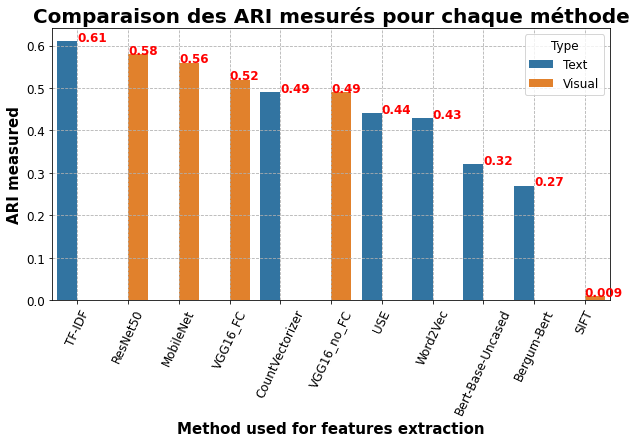 Comparaison des ARI mesurés pour chaque méthode
Type
Text
Visual
0.61
0.58
0.56
0.52
0.49
0.49
0.44
0.43
0.32
0.27
0.009
ARI measured
0.6
0.5
0.4
0.3
0.2
0.1
0.0
TF-IDF
ResNet50
MobileNet
VGG16_FC
CountVectorizer
VGG16_no_FC
USE
Word2Vec
Bert-Base-Uncased
Bergum-Bert
SIFT
Method used for features extraction